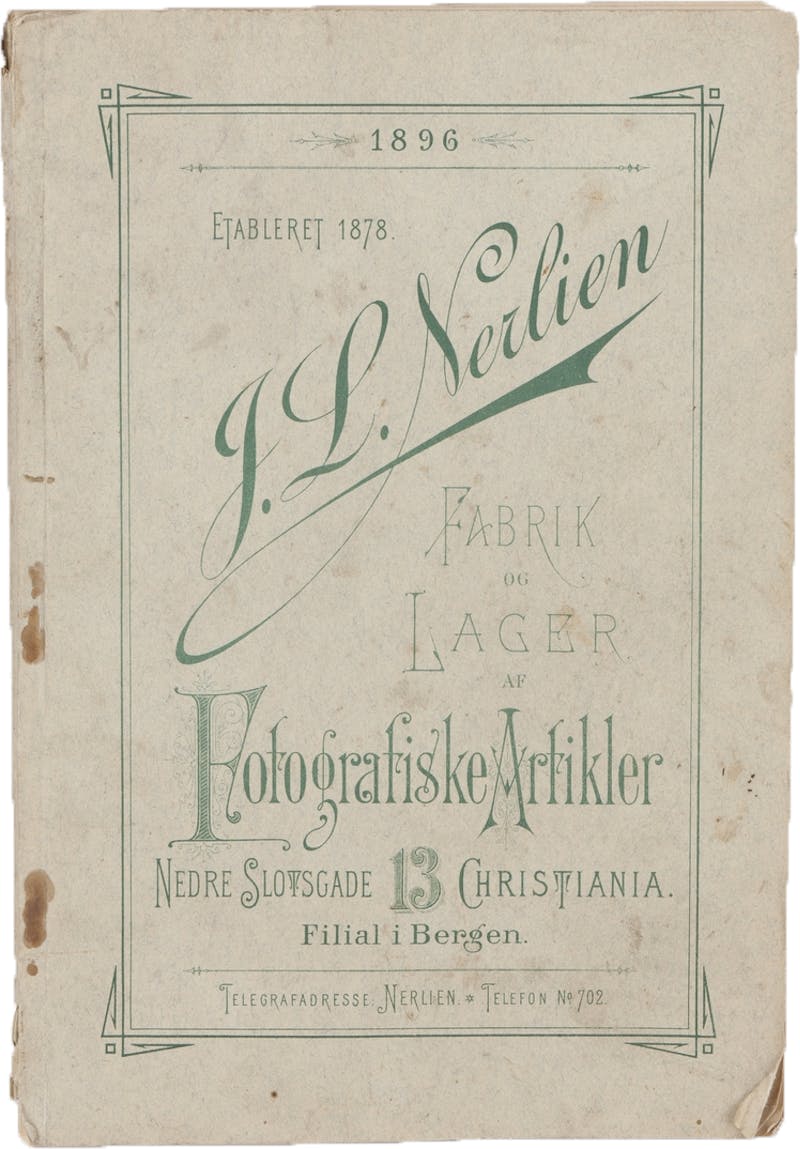 1896
ETABLERET 1878.
J. L. Nerlien
FABRIK
OG
LAGER
AF
Fotografiske Artikler
NEDRE SLOTSGADE 13 CHRISTIANIA.
Filial i Bergen.
TELEGRAFADRESSE: NERLIEN. * TELEFON No 702.